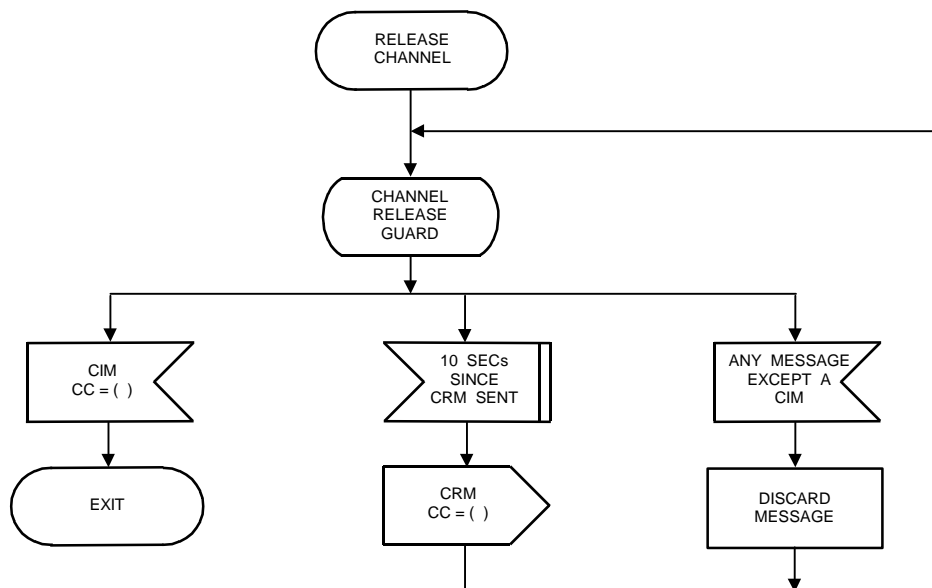 RELEASE
CHANNEL
CHANNEL
RELEASE
GUARD
CIM
CC = ( )
10 SECs
SINCE
CRM SENT
ANY MESSAGE
EXCEPT A
CIM
EXIT
CRM
CC = ( )
DISCARD
MESSAGE